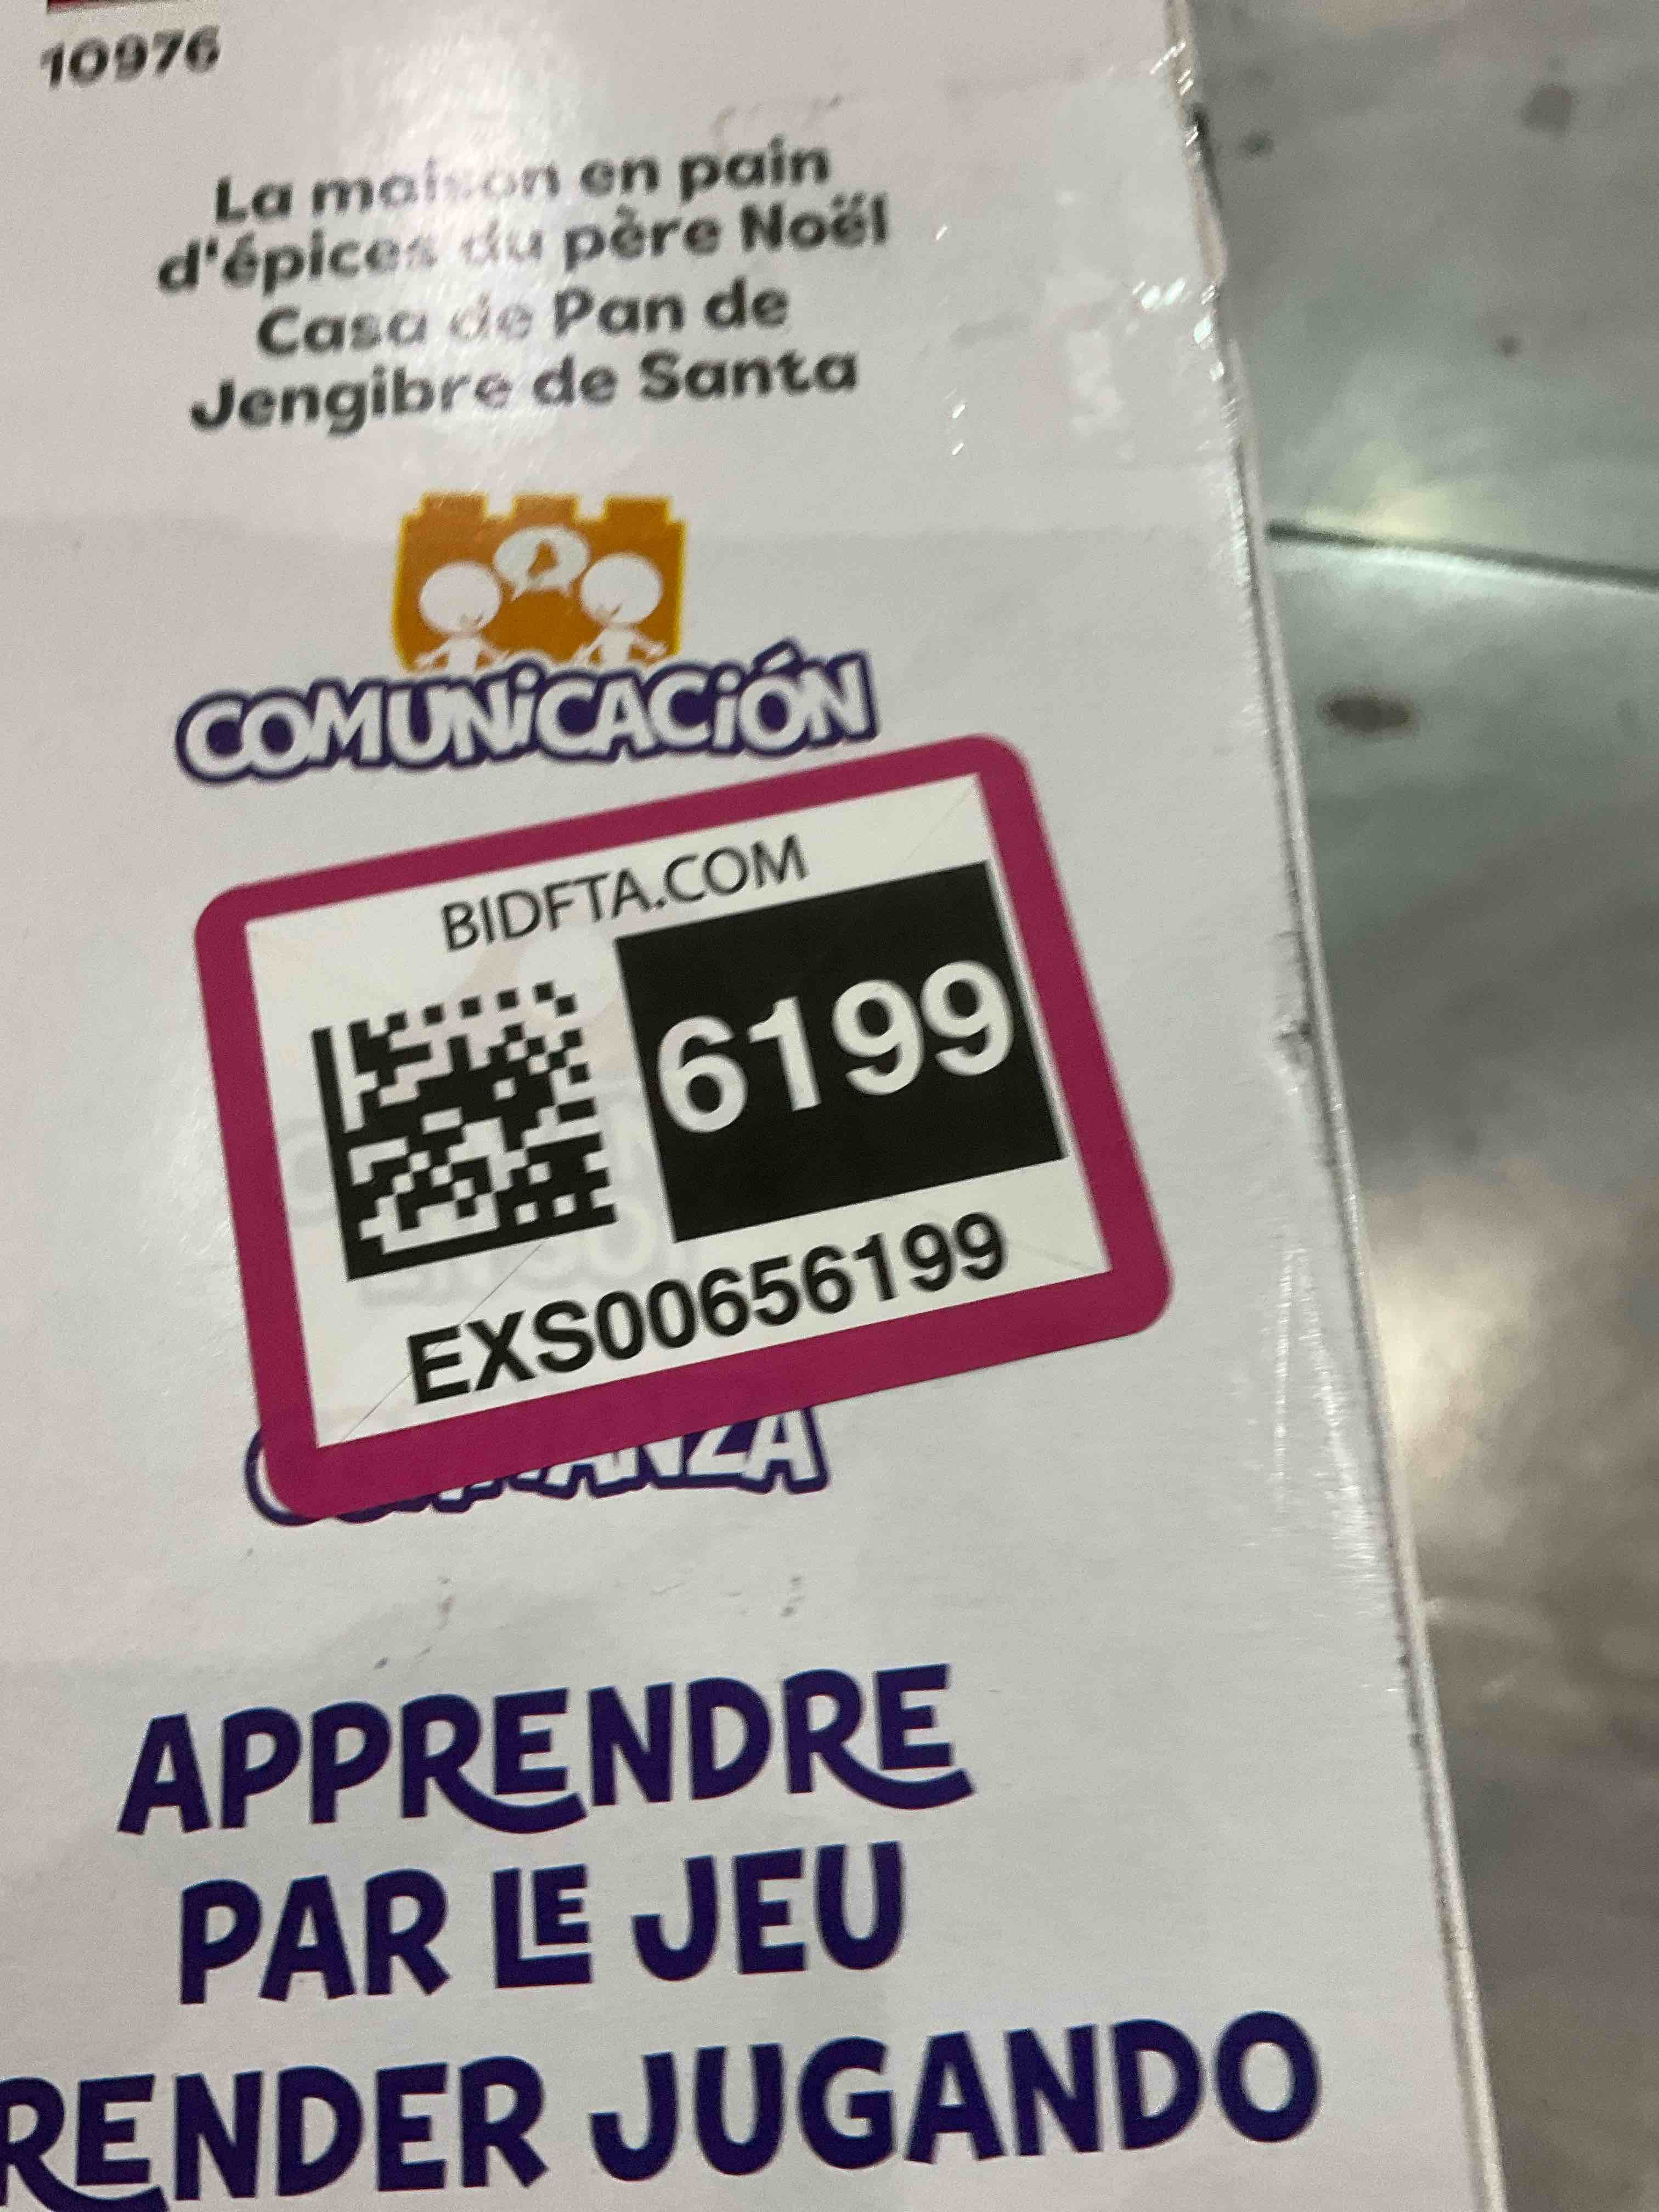 10976
La maison en pain
d'épices du père Noël
Casa de Pan de
Jengibre de Santa
COMUNiCACiÓN
BIDFTA.COM
6199
EXS00656199
APPRENDRE
PAR LE JEU
RENDER JUGANDO